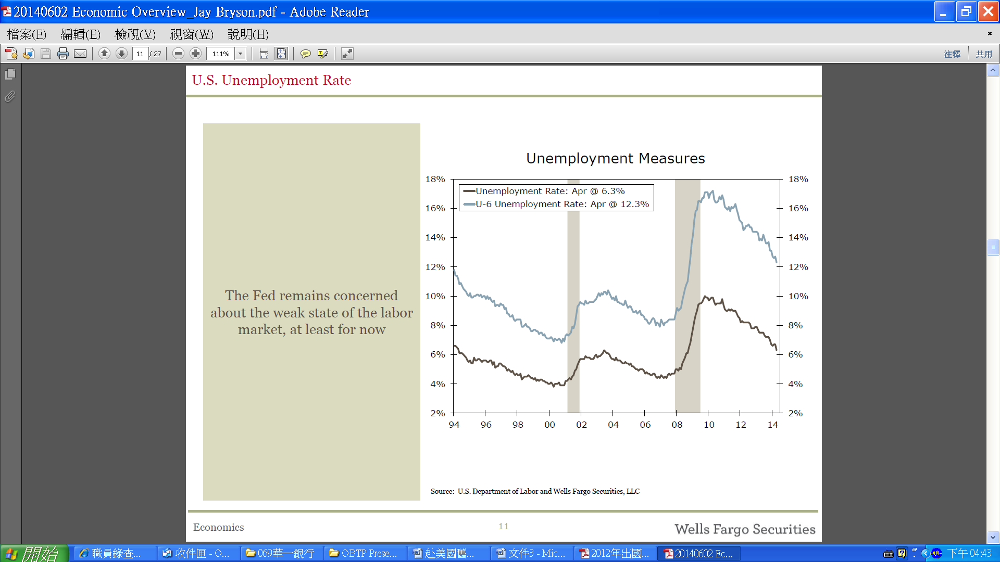 20140602 Economic Overview_Jay Bryson.pdf - Adobe Reader
檔案(F) 編輯(E) 檢視(V) 視窗(W) 說明(H)
11 / 27 111% 注釋 共用
U.S. Unemployment Rate
The Fed remains concerned
about the weak state of the labor
market, at least for now
Unemployment Measures
Unemployment Rate: Apr @ 6.3%
U-6 Unemployment Rate: Apr @ 12.3%
18% 18%
16% 16%
14% 14%
12% 12%
10% 10%
8% 8%
6% 6%
4% 4%
2% 2%
94 96 98 00 02 04 06 08 10 12 14
Source: U.S. Department of Labor and Wells Fargo Securities, LLC
Economics 11 Wells Fargo Securities
開始 職員錄查... 收件匣 - O... 069華一銀行 OBTP Prese... 赴美國舊... 文件3 - Mic... 2012年出國... 20140602 Ec... 下午 04:43